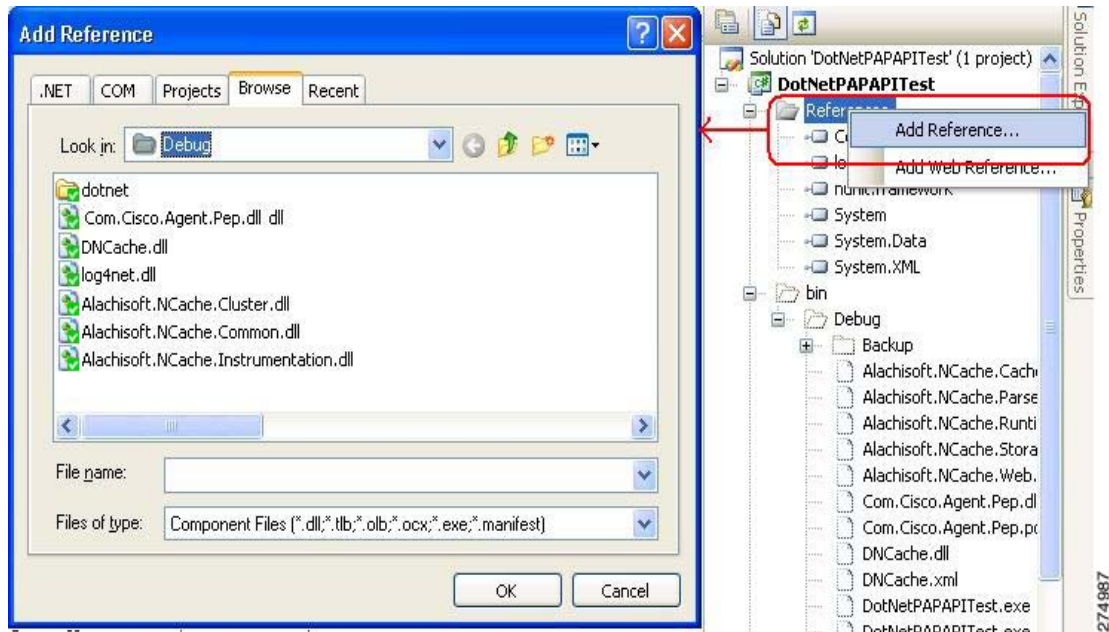 Add Reference
.NET COM Projects Browse Recent
Look in: Debug
dotnet
Com.Cisco.Agent.Pep.dll dll
DNCache.dll
log4net.dll
Alachisoft.NCache.Cluster.dll
Alachisoft.NCache.Common.dll
Alachisoft.NCache.Instrumentation.dll
File name:
Files of type: Component Files (*.dll;*.tlb;*.olb;*.ocx;*.exe;*.manifest)
OK Cancel
Solution 'DotNetPAPAPITest' (1 project)
DotNetPAPAPITest
Add Reference...
Add Web Reference...
System
System.Data
System.XML
bin
Debug
Backup
Alachisoft.NCache.Cach
Alachisoft.NCache.Parse
Alachisoft.NCache.Runti
Alachisoft.NCache.Stora
Alachisoft.NCache.Web.
Com.Cisco.Agent.Pep.dl
Com.Cisco.Agent.Pep.p
DNCache.dll
DNCache.xml
DotNetPAPAPITest.exe
Properties
274987